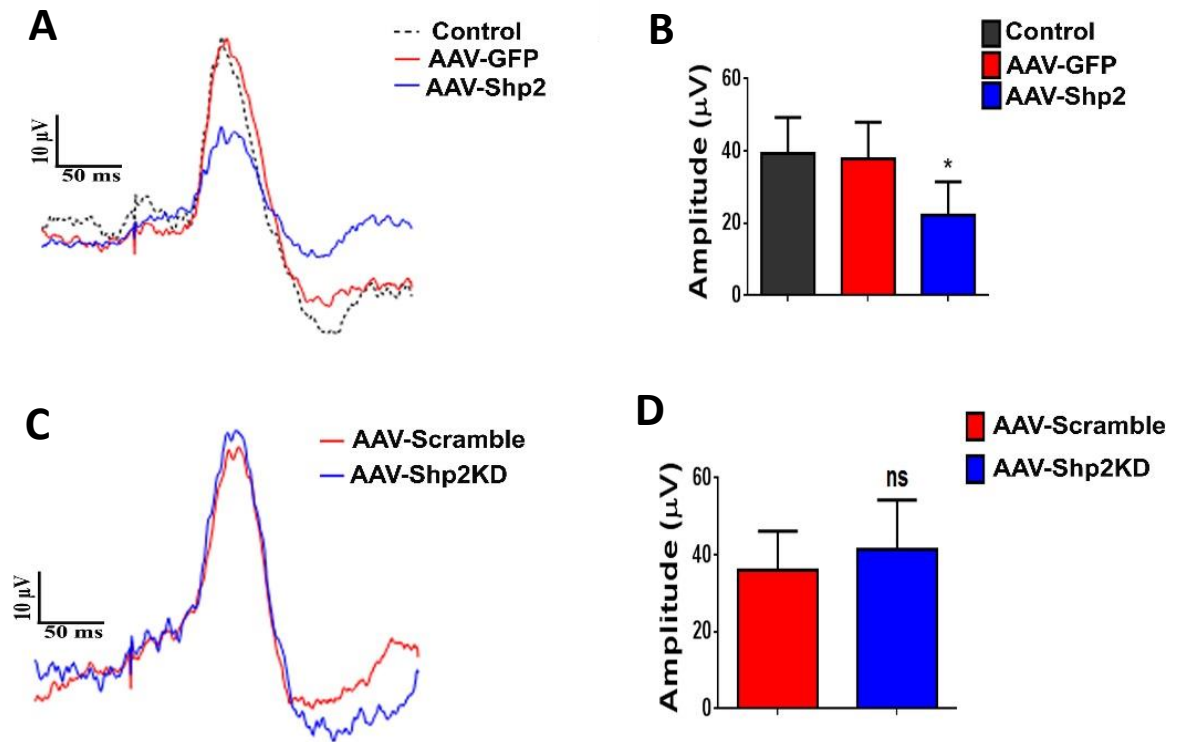 A
Control
AAV-GFP
AAV-Shp2
10 µV
50 ms
B
Control
AAV-GFP
AAV-Shp2
Amplitude (µV)
60
40
20
0
*
C
AAV-Scramble
AAV-Shp2KD
10 µV
50 ms
D
AAV-Scramble
AAV-Shp2KD
Amplitude (µV)
60
40
20
0
ns